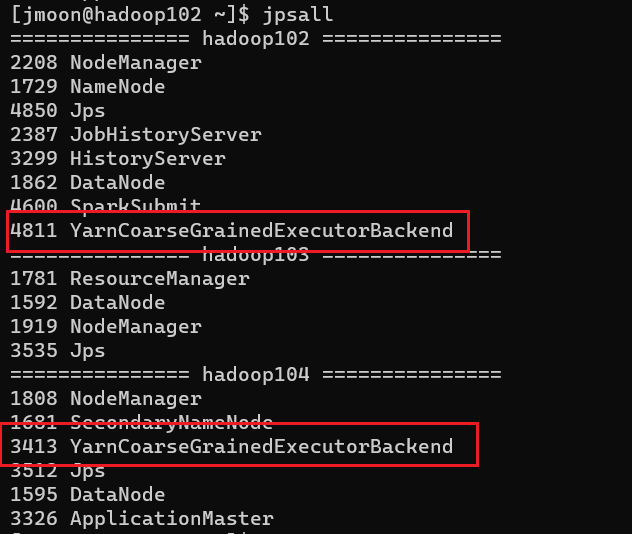 [jmoon@hadoop102 ~]$ jpsall
=============== hadoop102 ===============
2208 NodeManager
1729 NameNode
4850 Jps
2387 JobHistoryServer
3299 HistoryServer
1862 DataNode
4600 SparkSubmit
4811 YarnCoarseGrainedExecutorBackend
=============== hadoop103 ===============
1781 ResourceManager
1592 DataNode
1919 NodeManager
3535 Jps
=============== hadoop104 ===============
1808 NodeManager
1681 SecondaryNameNode
3413 YarnCoarseGrainedExecutorBackend
3512 Jps
1595 DataNode
3326 ApplicationMaster